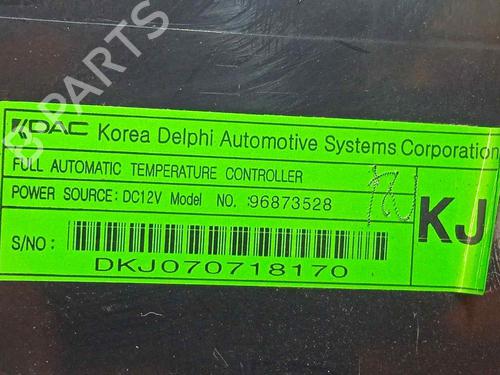 B PARTS
KDAC Korea Delphi Automotive Systems Corporation
FULL AUTOMATIC TEMPERATURE CONTROLLER
POWER SOURCE: DC12V Model NO. :96873528
KJ
S/NO:
DKJ070718170